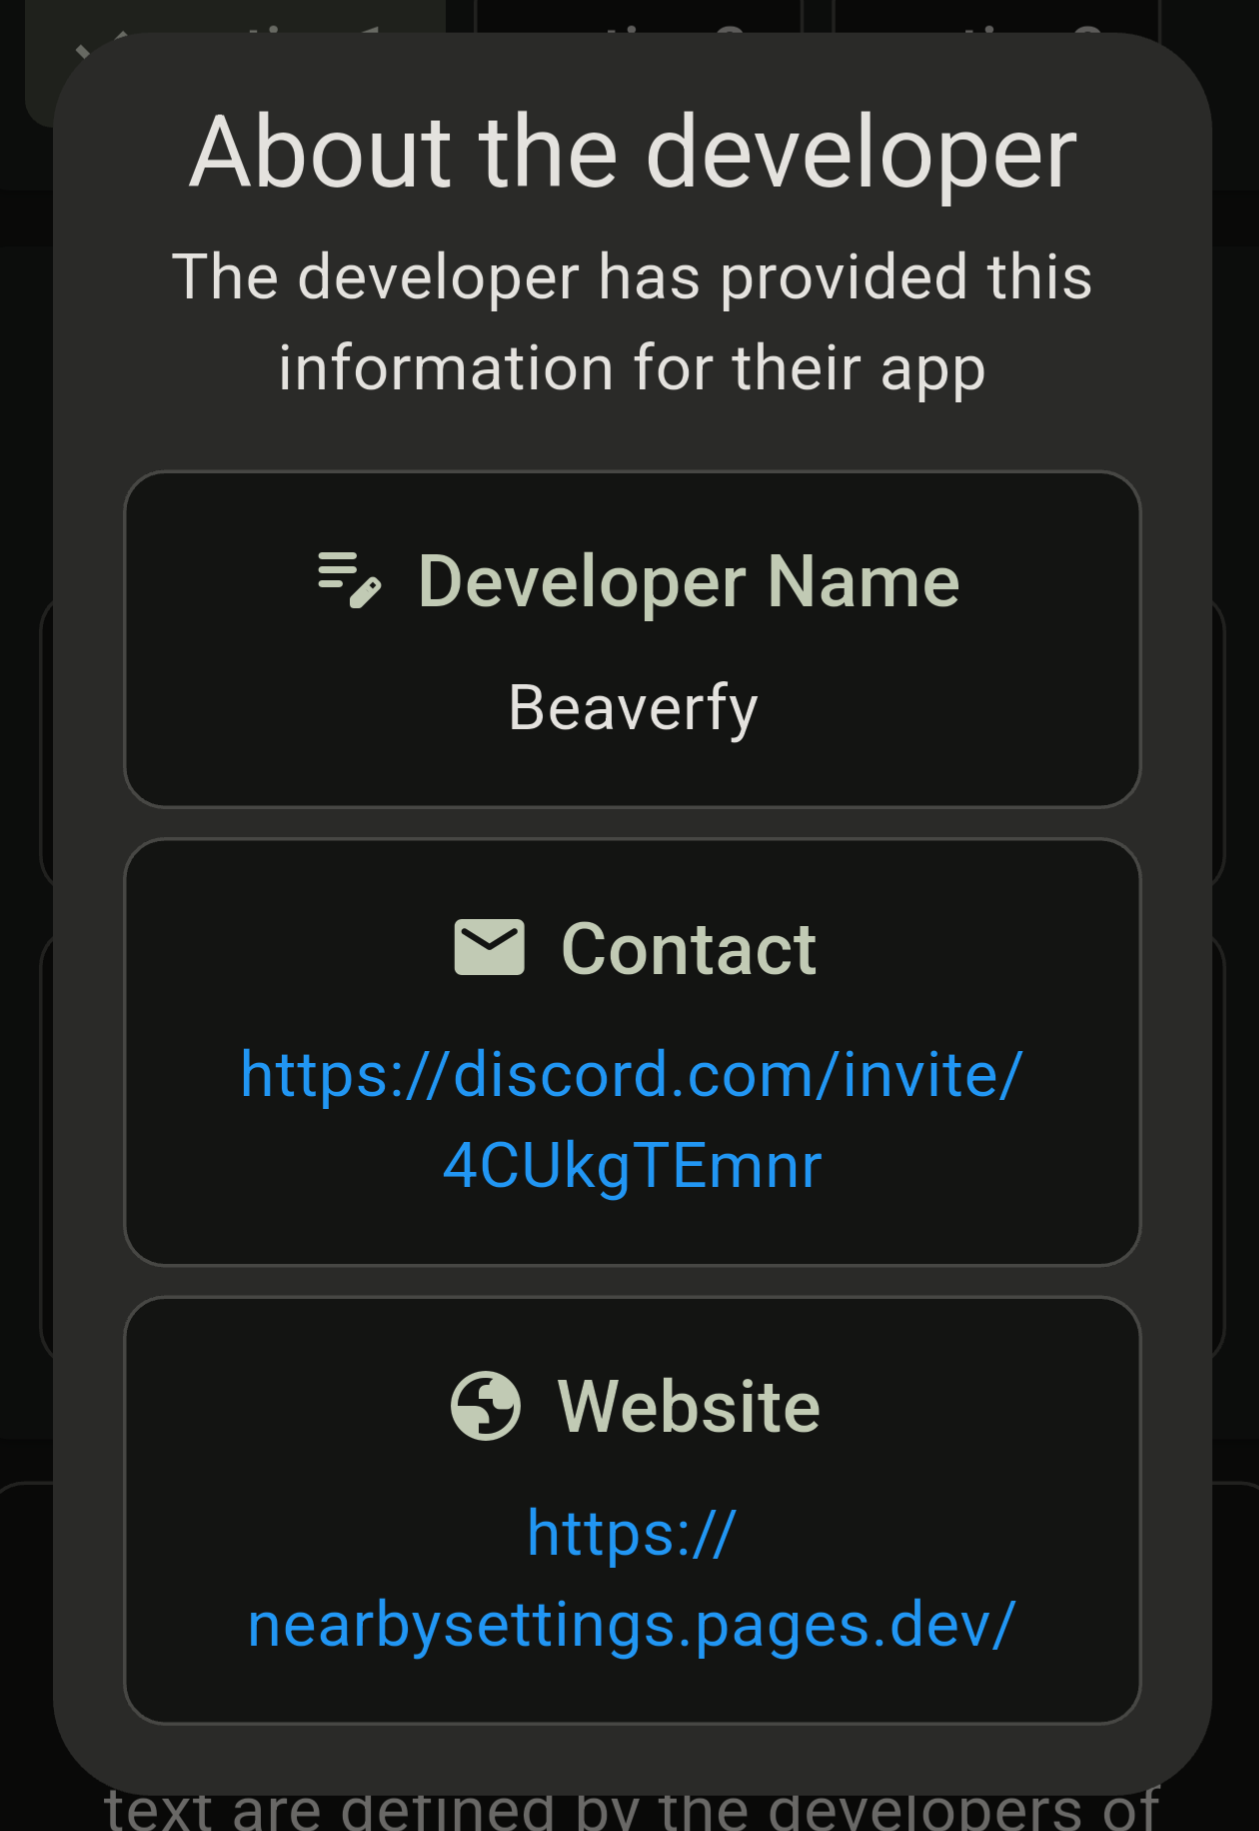 About the developer
The developer has provided this
information for their app
Developer Name
Beaverfy
Contact
https://discord.com/invite/
4CUkgTEmnr
Website
https://
nearbysettings.pages.dev/
text are defined by the developers of